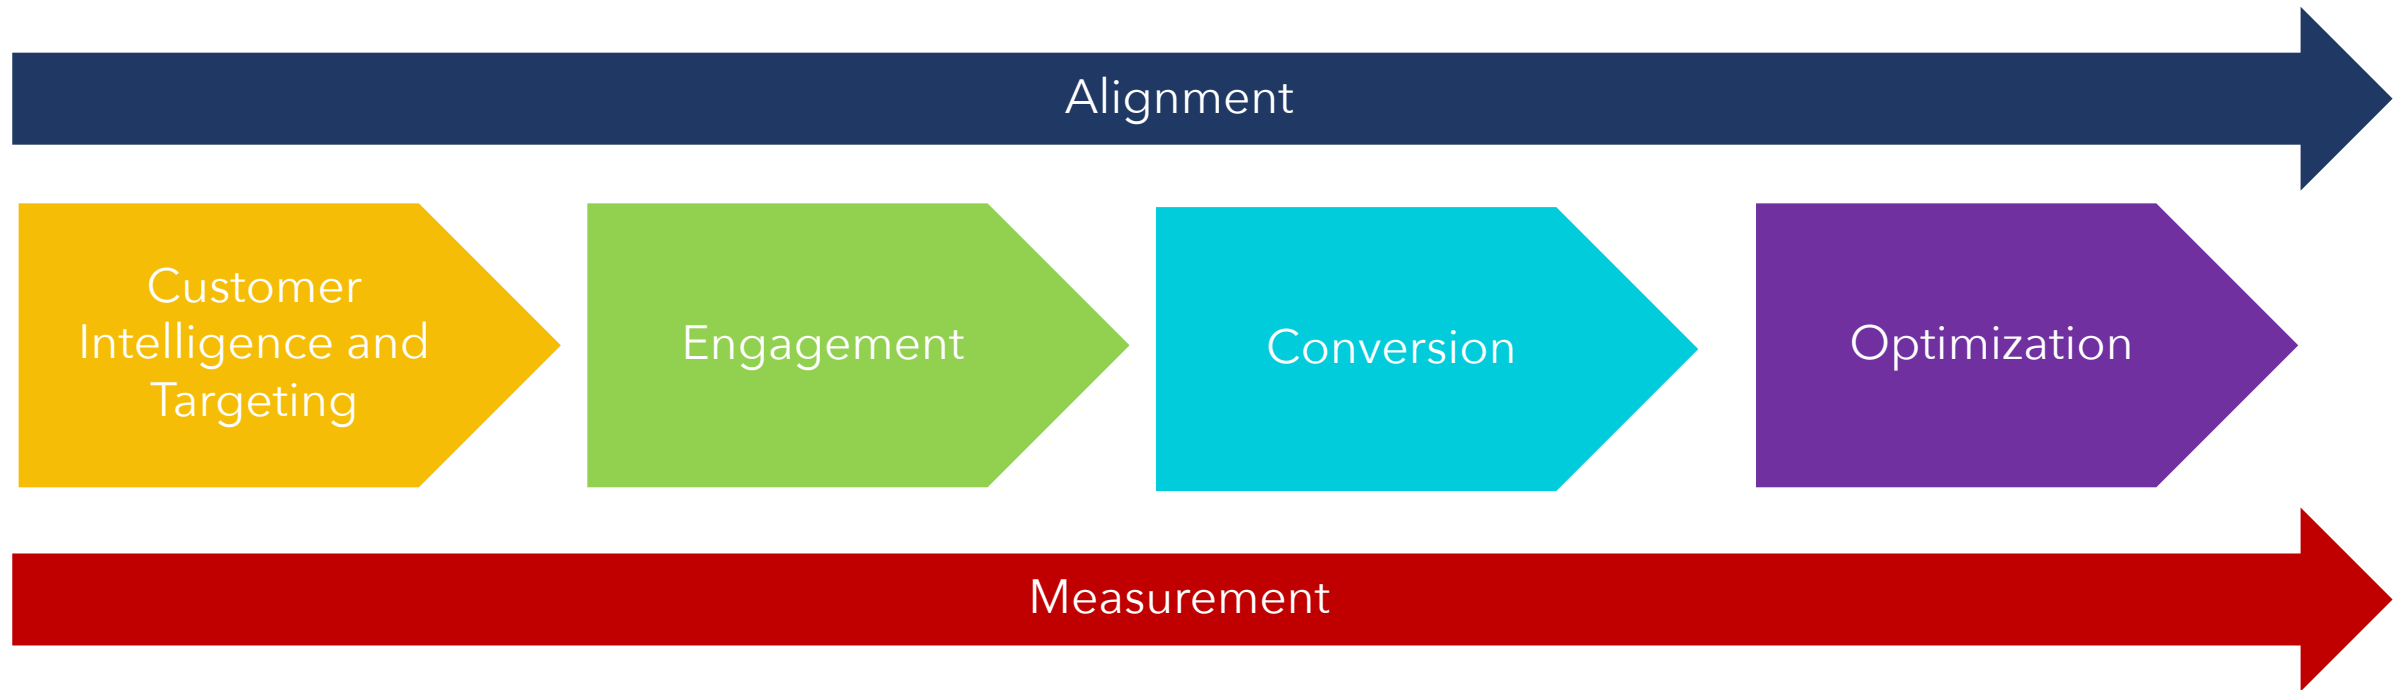 Alignment
Customer
Intelligence and
Targeting
Engagement
Conversion
Optimization
Measurement